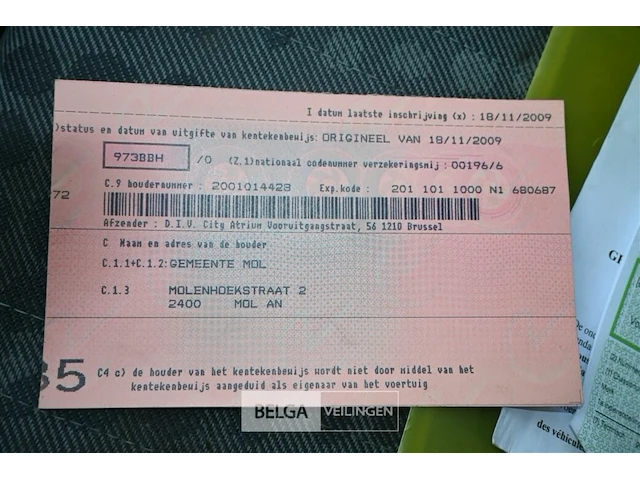 I datum laatste inschrijving (x) : 18/11/2009
)status en datum van uitgifte van kentekenbewijs: ORIGINEEL VAN 18/11/2009
973BBH /0 (Z.1)nationaal codenummer verzekeringsmij : 00196/6
C.9 houdernummer : 2001014428 Exp.kode : 201 101 1000 N1 680687
72
Afzender : D.I.V. City Atrium Vooruitgangstraat, 56 1210 Brussel
C Naam en adres van de houder
C.1.1+C.1.2: GEMEENTE MOL
C.1.3 MOLENHOEKSTRAAT 2
2400 MOL AN
85 C4 c) de houder van het kentekenbewijs wordt niet door middel van het
kentekenbewijs aangeduid als eigenaar van het voertuig
BELGA VEILINGEN
De
des véhicule